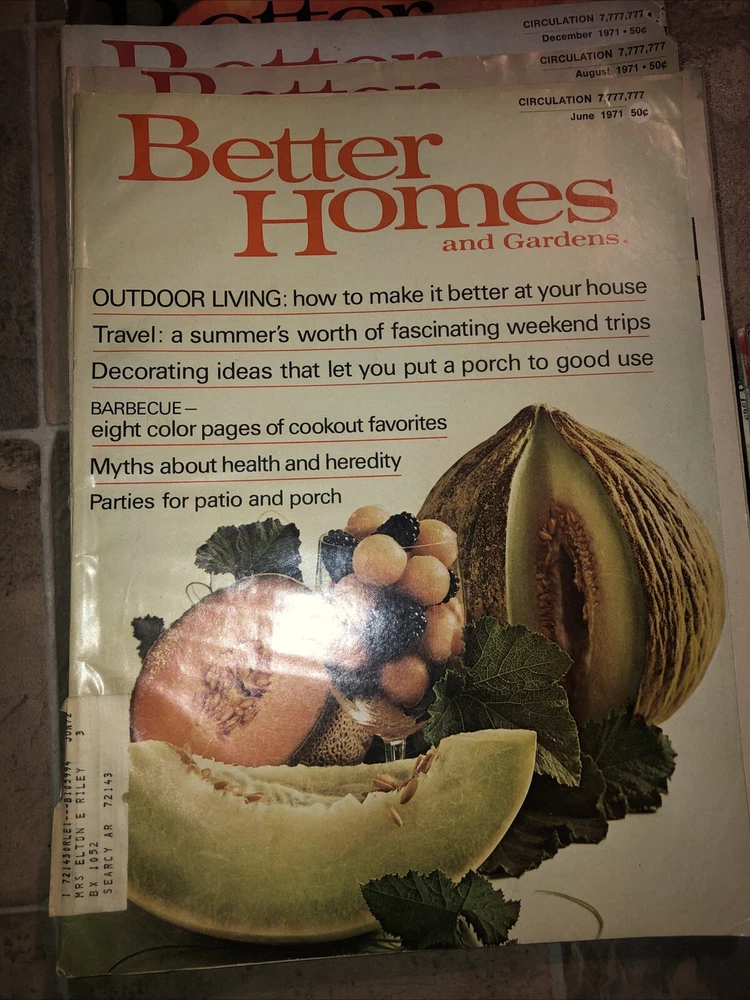 Better
CIRCULATION 7,777,777
December 1971 • 50¢
Better
CIRCULATION 7,777,777
August 1971 • 50¢
Better
CIRCULATION 7,777,777
June 1971 50¢
Better
Homes
and Gardens.
OUTDOOR LIVING: how to make it better at your house
Travel: a summer's worth of fascinating weekend trips
Decorating ideas that let you put a porch to good use
BARBECUE—
eight color pages of cookout favorites
Myths about health and heredity
Parties for patio and porch
MRS ELTON E RILEY 3
BX 1052
SEARCY AR 72143